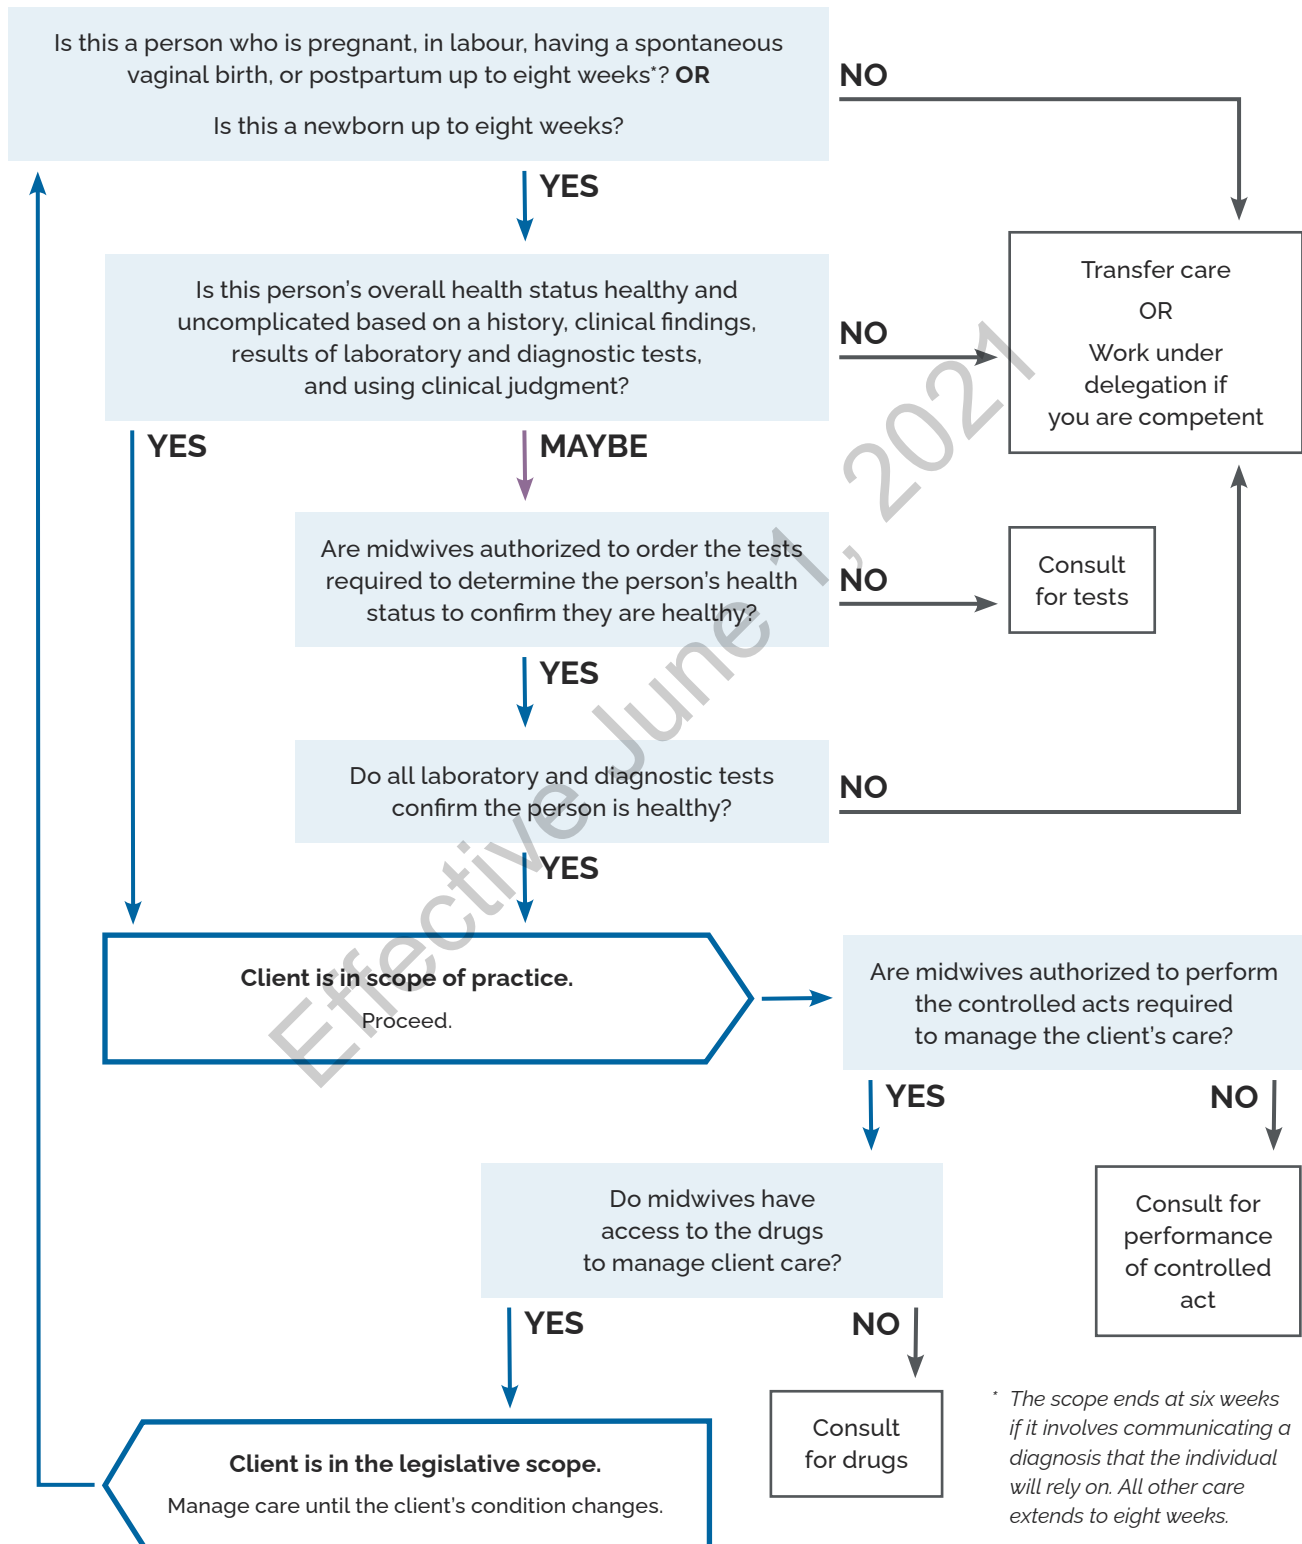 Is this a person who is pregnant, in labour, having a spontaneous
vaginal birth, or postpartum up to eight weeks*? OR
Is this a newborn up to eight weeks?
NO
YES
Is this person's overall health status healthy and
uncomplicated based on a history, clinical findings,
results of laboratory and diagnostic tests,
and using clinical judgment?
NO
Transfer care
OR
Work under
delegation if
you are competent
YES
MAYBE
Are midwives authorized to order the tests
required to determine the person's health
status to confirm they are healthy?
NO
Consult
for tests
YES
Do all laboratory and diagnostic tests
confirm the person is healthy?
NO
YES
Client is in scope of practice.
Proceed.
Are midwives authorized to perform
the controlled acts required
to manage the client's care?
YES
NO
Do midwives have
access to the drugs
to manage client care?
Consult for
performance
of controlled
act
YES
NO
Consult
for drugs
Client is in the legislative scope.
Manage care until the client's condition changes.
* The scope ends at six weeks
if it involves communicating a
diagnosis that the individual
will rely on. All other care
extends to eight weeks.
Effective June 1, 2021